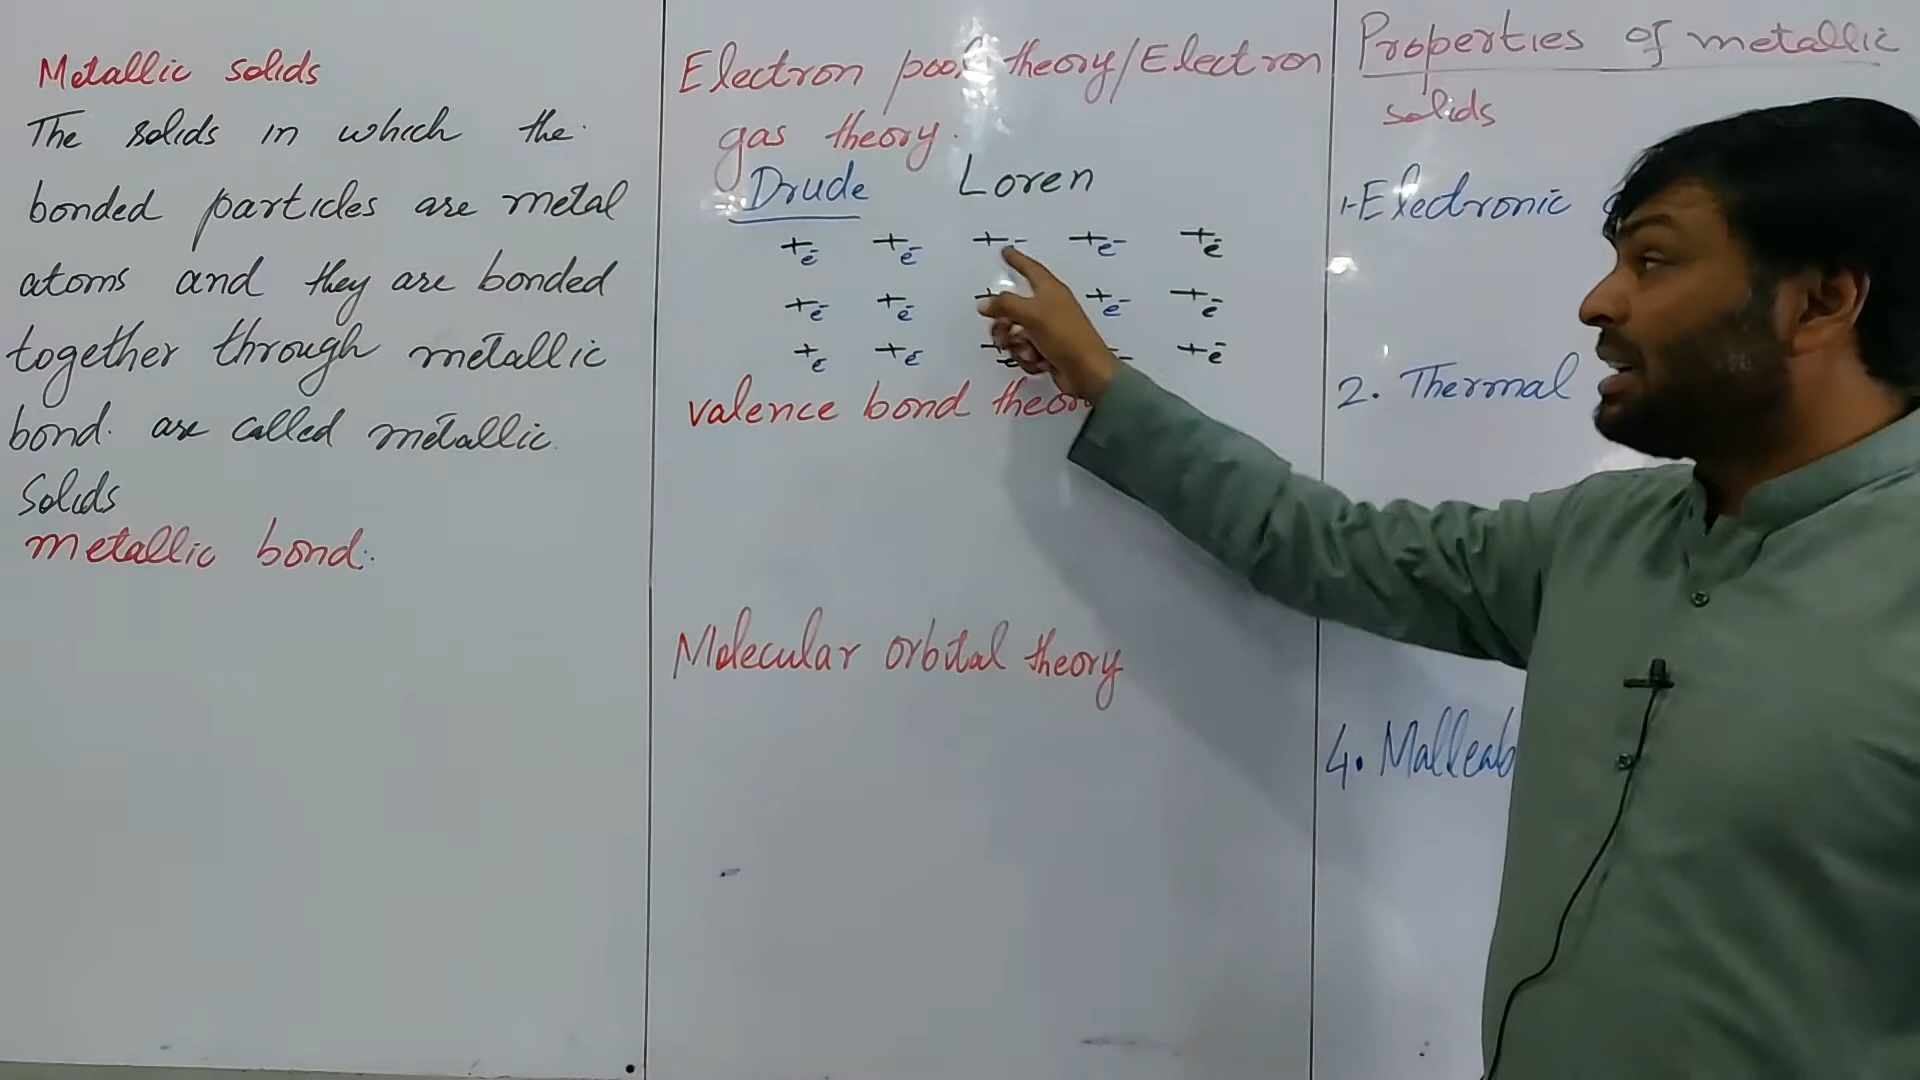 Metallic solids
The solids in which the
bonded particles are metal
atoms and they are bonded
together through metallic
bond. are called metallic.
Solids
metallic bond.
Electron pool theory/Electron
gas theory.
Drude Loren
+e- +e- +- +e- +e-
+e- +e- + +e- +e-
+e +e- +e - +e-
valence bond theory
Molecular orbital theory
Properties of metallic
solids
1-Electronic
2. Thermal
4. Malleab